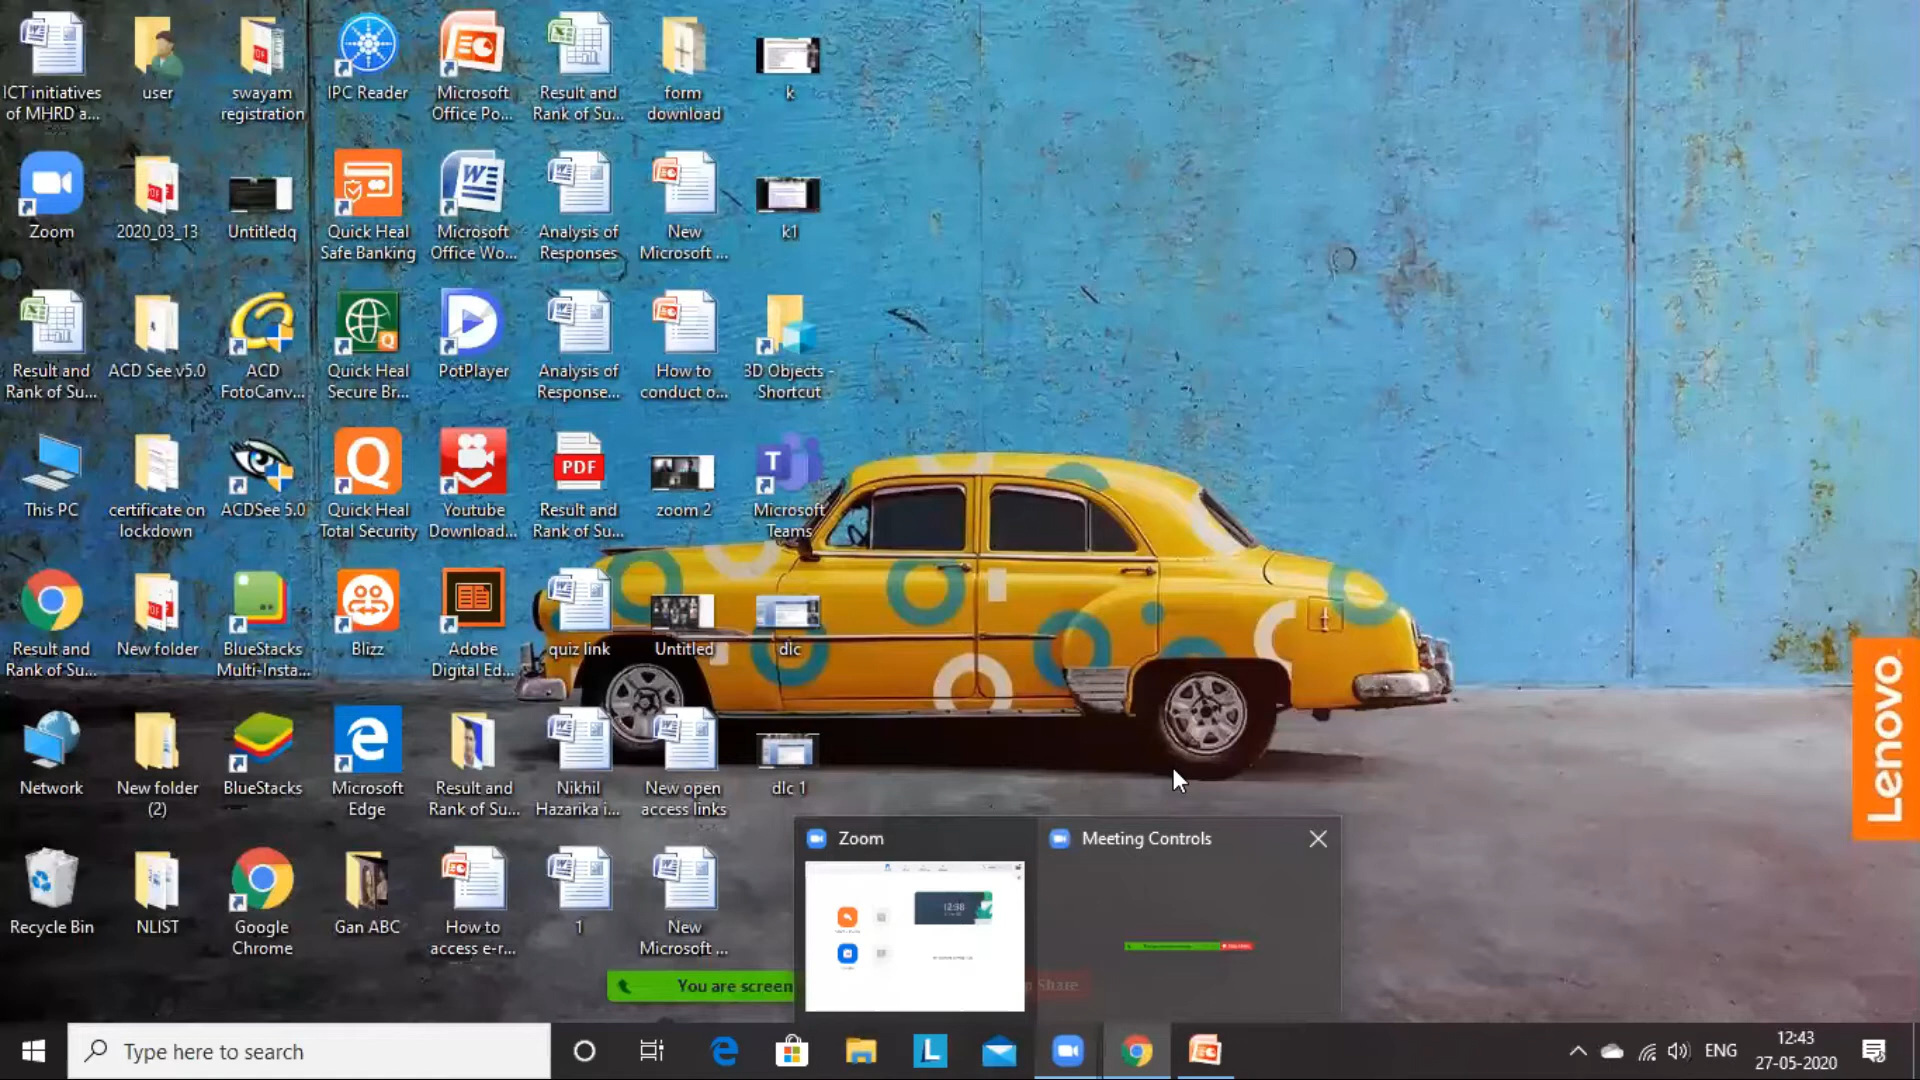 ICT initiatives
of MHRD a...
user
swayam
registration
IPC Reader
Microsoft
Office Po...
Result and
Rank of Su...
form
download
k
Zoom
2020_03_13
Untitledq
Quick Heal
Safe Banking
Microsoft
Office Wo...
Analysis of
Responses
New
Microsoft ...
k1
Result and
Rank of Su...
ACD See v5.0
ACD
FotoCanv...
Quick Heal
Secure Br...
PotPlayer
Analysis of
Response...
How to
conduct o...
3D Objects -
Shortcut
This PC
certificate on
lockdown
ACDSee 5.0
Quick Heal
Total Security
Youtube
Download...
PDF
Result and
Rank of Su...
zoom 2
Microsoft
Teams
Result and
Rank of Su...
New folder
BlueStacks
Multi-Insta...
Blizz
Adobe
Digital Ed...
quiz link
Untitled
dlc
Lenovo
Network
New folder
(2)
BlueStacks
Microsoft
Edge
Result and
Rank of Su...
Nikhil
Hazarika i...
New open
access links
dlc 1
Zoom
Meeting Controls
12:38
Recycle Bin
NLIST
Google
Chrome
Gan ABC
How to
access e-r...
1
New
Microsoft ...
You are screen
Share
Type here to search
ENG
12:43
27-05-2020